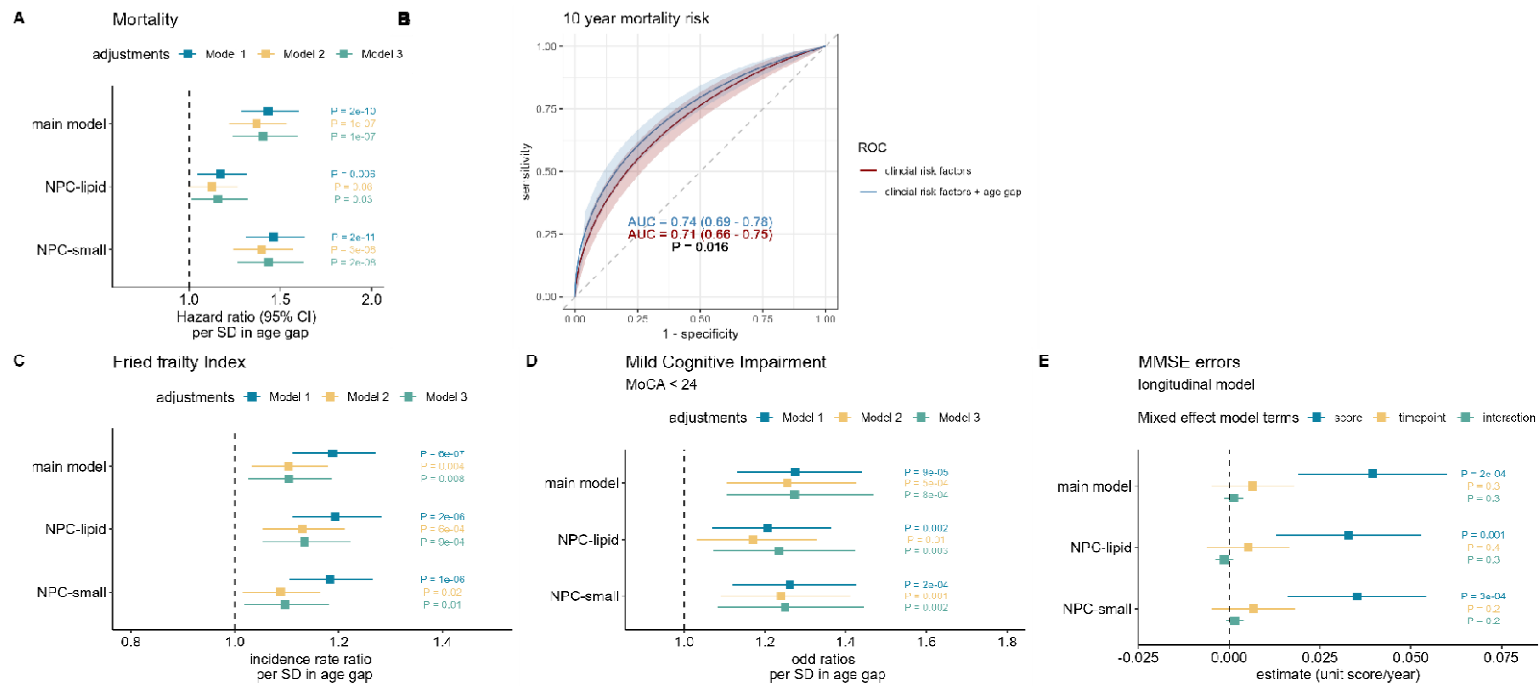 A
Mortality
adjustments Model 1 Model 2 Model 3
main model
P = 2e-10
P = 1e-07
P = 1e-07
NPC-lipid
P = 0.006
P = 0.06
P = 0.03
NPC-small
P = 2e-11
P = 3e-08
P = 2e-08
1.0 1.5 2.0
Hazard ratio (95% CI)
per SD in age gap
B
10 year mortality risk
1.00
0.75
0.50
0.25
0.00
sensitivity
AUC = 0.74 (0.69 - 0.78)
AUC = 0.71 (0.66 - 0.75)
P = 0.016
0.00 0.25 0.50 0.75 1.00
1 - specificity
ROC
clincial risk factors
clincial risk factors + age gap
C
Fried frailty Index
adjustments Model 1 Model 2 Model 3
main model
P = 6e-07
P = 0.004
P = 0.008
NPC-lipid
P = 2e-06
P = 6e-04
P = 9e-04
NPC-small
P = 1e-06
P = 0.02
P = 0.01
0.8 1.0 1.2 1.4
incidence rate ratio
per SD in age gap
D
Mild Cognitive Impairment
MoCA < 24
adjustments Model 1 Model 2 Model 3
main model
P = 9e-05
P = 5e-04
P = 8e-04
NPC-lipid
P = 0.002
P = 0.01
P = 0.003
NPC-small
P = 2e-04
P = 0.001
P = 0.002
1.0 1.2 1.4 1.6 1.8
odd ratios
per SD in age gap
E
MMSE errors
longitudinal model
Mixed effect model terms score timepoint interaction
main model
P = 2e-04
P = 0.3
P = 0.3
NPC-lipid
P = 0.001
P = 0.4
P = 0.3
NPC-small
P = 3e-04
P = 0.2
P = 0.2
-0.025 0.000 0.025 0.050 0.075
estimate (unit score/year)